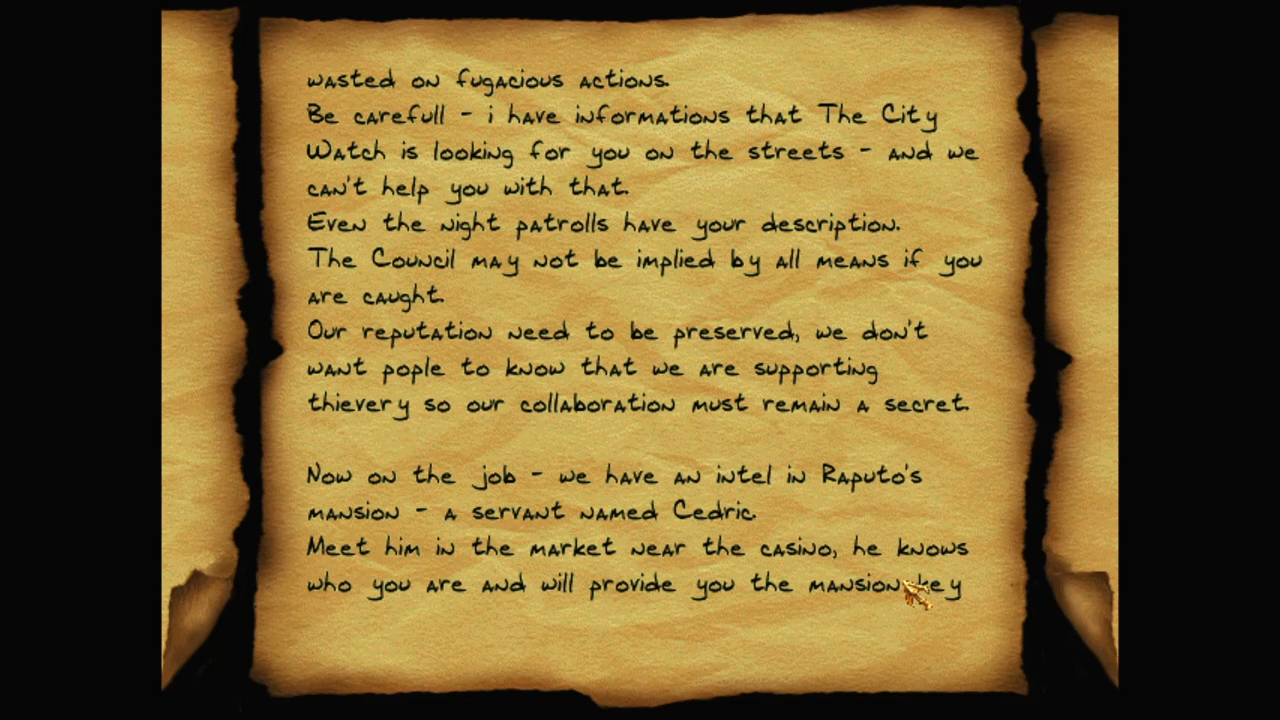 wasted on fugacious actions.
Be carefull - i have informations that The City
Watch is looking for you on the streets - and we
can't help you with that.
Even the night patrolls have your description.
The Council may not be implied by all means if you
are caught.
Our reputation need to be preserved, we don't
want pople to know that we are supporting
thievery so our collaboration must remain a secret.
Now on the job - we have an intel in Raputo's
mansion - a servant named Cedric.
Meet him in the market near the casino, he knows
who you are and will provide you the mansion key